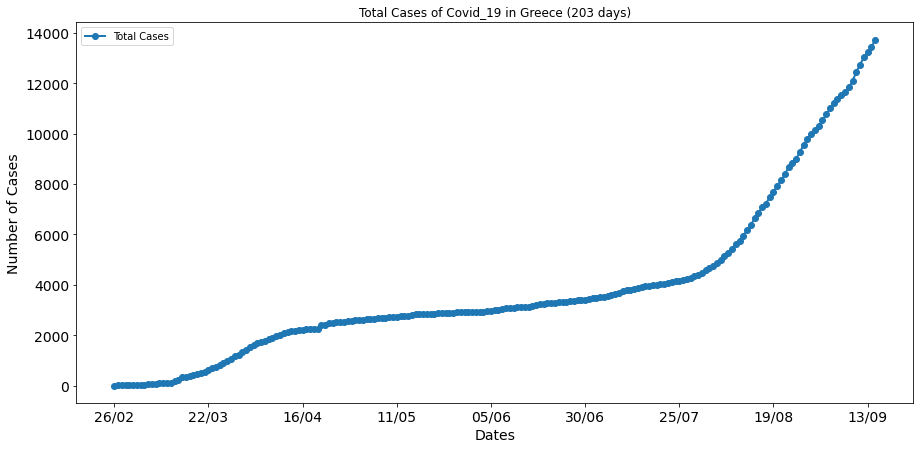 Total Cases of Covid_19 in Greece (203 days)
Total Cases
Number of Cases
14000
12000
10000
8000
6000
4000
2000
0
26/02 22/03 16/04 11/05 05/06 30/06 25/07 19/08 13/09
Dates